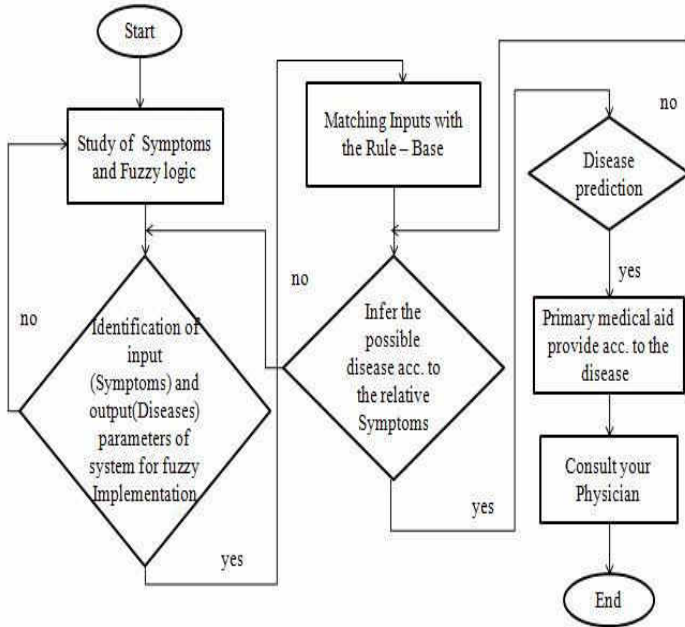 Start
Study of Symptoms
and Fuzzy logic
no
Identification of
input
(Symptoms) and
output(Diseases)
parameters of
system for fuzzy
Implementation
yes
Matching Inputs with
the Rule – Base
no
Infer the
possible
disease acc. to
the relative
Symptoms
yes
no
Disease
prediction
yes
Primary medical aid
provide acc. to the
disease
Consult your
Physician
End